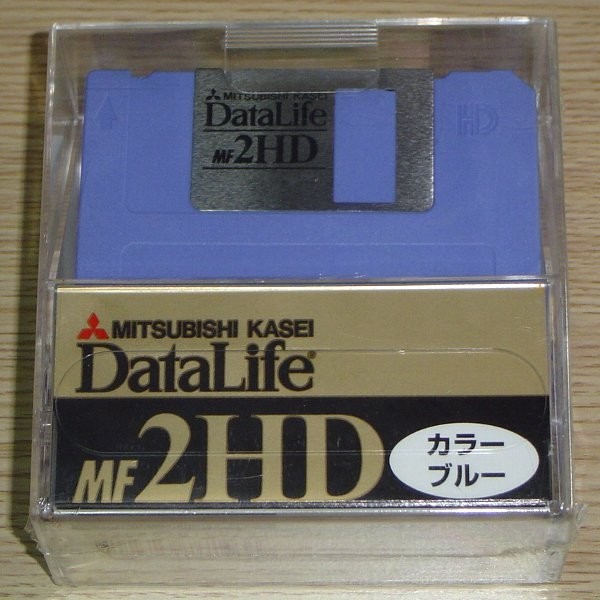 MITSUBISHI KASEI
DataLife
MF 2HD
HD
MITSUBISHI KASEI
DataLife®
MF 2HD
カラー
ブルー